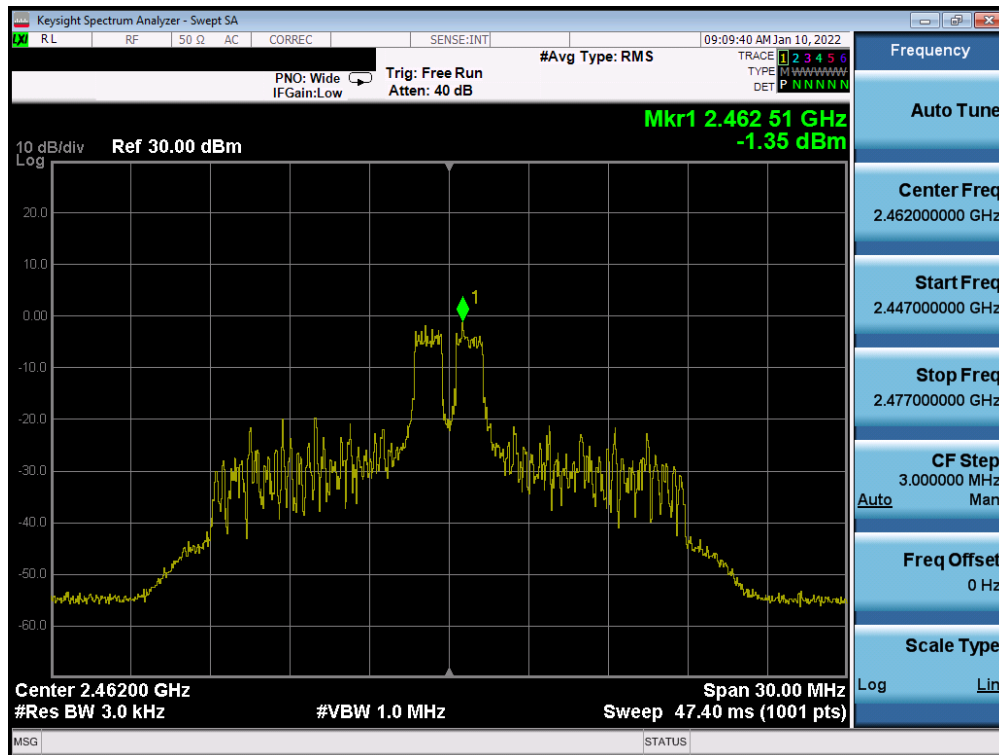 Keysight Spectrum Analyzer - Swept SA
LXI RL RF 50 Ω AC CORREC SENSE:INT 09:09:40 AM Jan 10, 2022
#Avg Type: RMS
TRACE 1 2 3 4 5 6
PNO: Wide Trig: Free Run
TYPE M WWWWW
IFGain:Low Atten: 40 dB
DET P N N N N N
Mkr1 2.462 51 GHz
-1.35 dBm
10 dB/div Ref 30.00 dBm
Log
20.0
10.0
0.00
-10.0
-20.0
-30.0
-40.0
-50.0
-60.0
1
Center 2.46200 GHz Span 30.00 MHz
#Res BW 3.0 kHz #VBW 1.0 MHz Sweep 47.40 ms (1001 pts)
MSG STATUS
Frequency
Auto Tune
Center Freq
2.462000000 GHz
Start Freq
2.447000000 GHz
Stop Freq
2.477000000 GHz
CF Step
3.000000 MHz
Auto Man
Freq Offset
0 Hz
Scale Type
Log Lin